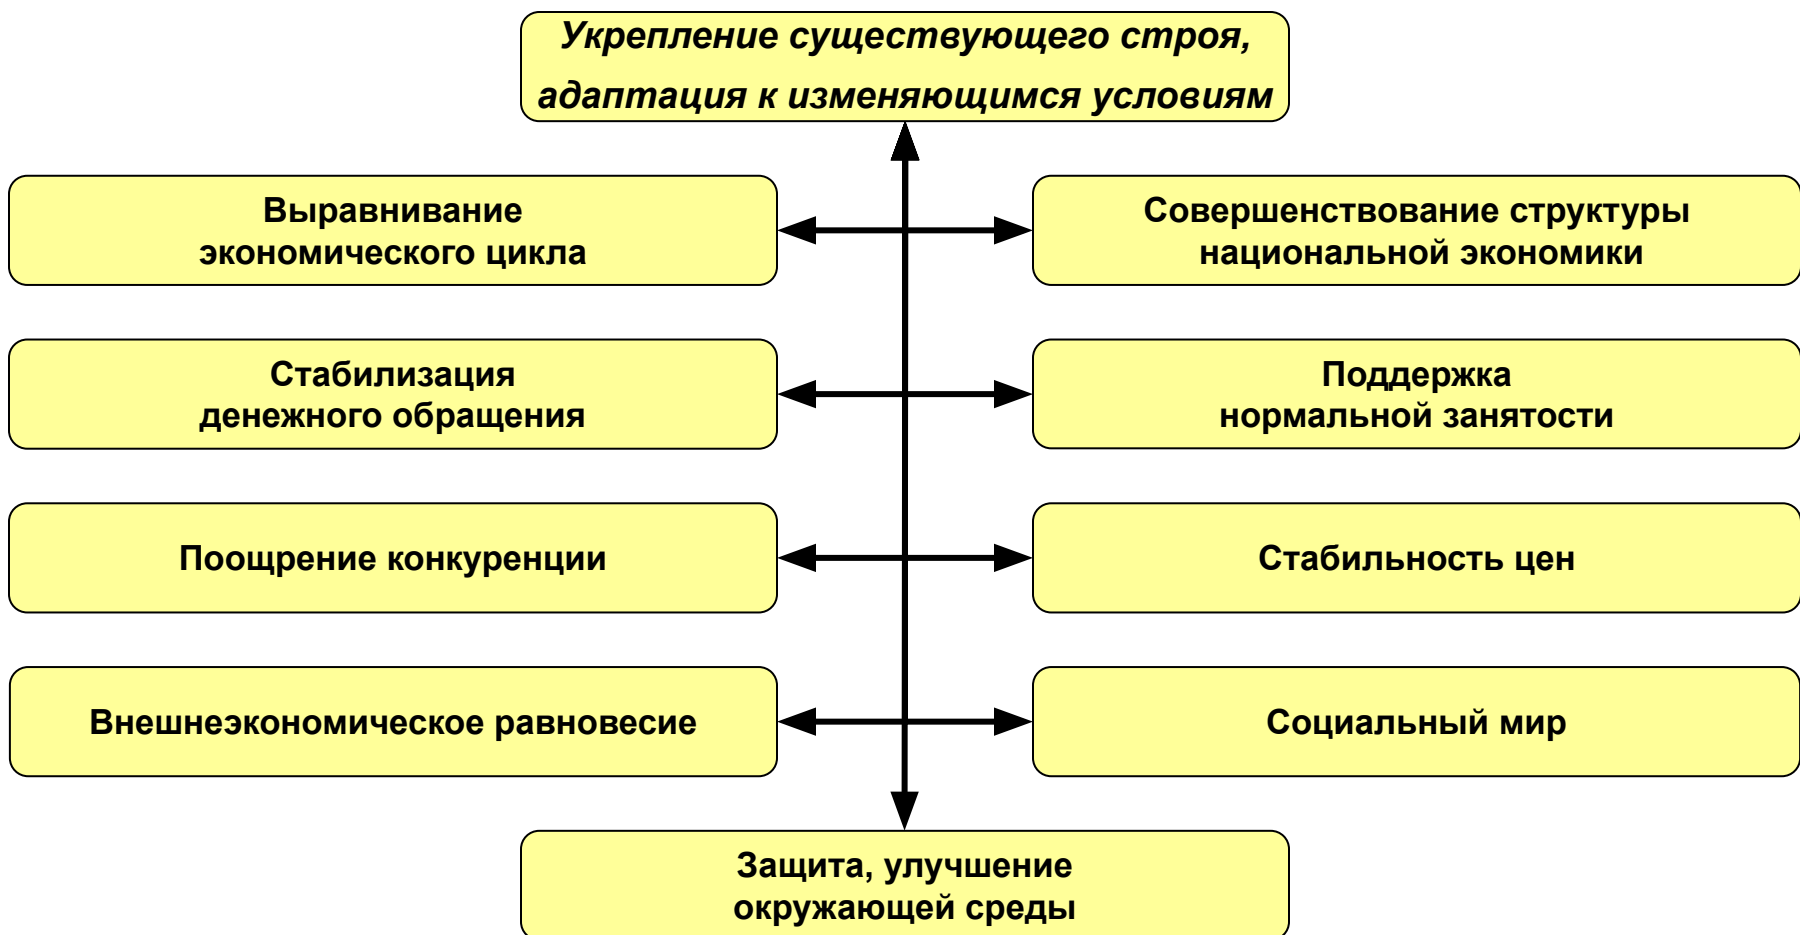 Укрепление существующего строя,
адаптация к изменяющимся условиям
Выравнивание
экономического цикла
Совершенствование структуры
национальной экономики
Стабилизация
денежного обращения
Поддержка
нормальной занятости
Поощрение конкуренции
Стабильность цен
Внешнеэкономическое равновесие
Социальный мир
Защита, улучшение
окружающей среды